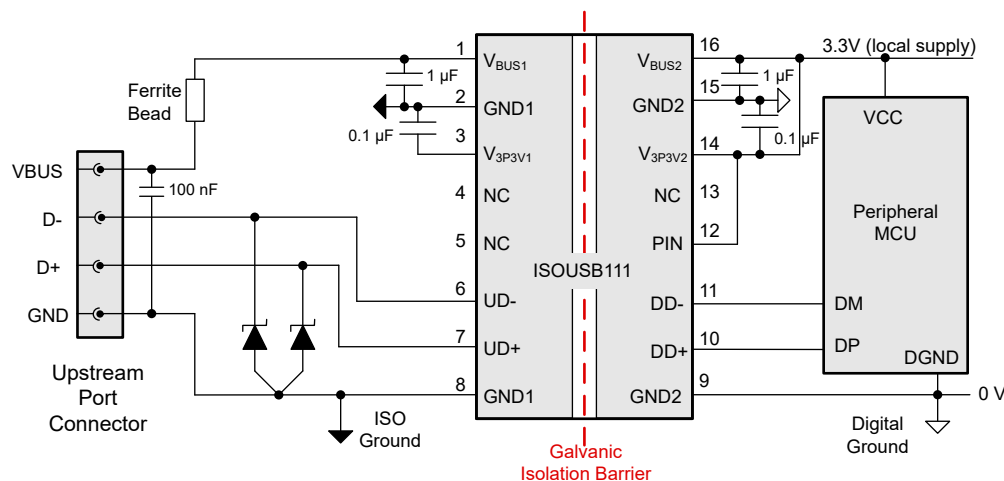 Ferrite
Bead
VBUS
D-
D+
GND
100 nF
Upstream
Port
Connector
1 µF
0.1 µF
ISO
Ground
1
2
3
4
5
6
7
8
VBUS1
GND1
V3P3V1
NC
NC
UD-
UD+
GND1
ISOUSB111
Galvanic
Isolation Barrier
VBUS2
GND2
V3P3V2
NC
PIN
DD-
DD+
GND2
16
15
14
13
12
11
10
9
1 µF
0.1 µF
3.3V (local supply)
VCC
Peripheral
MCU
DM
DP
DGND
0 V
Digital
Ground